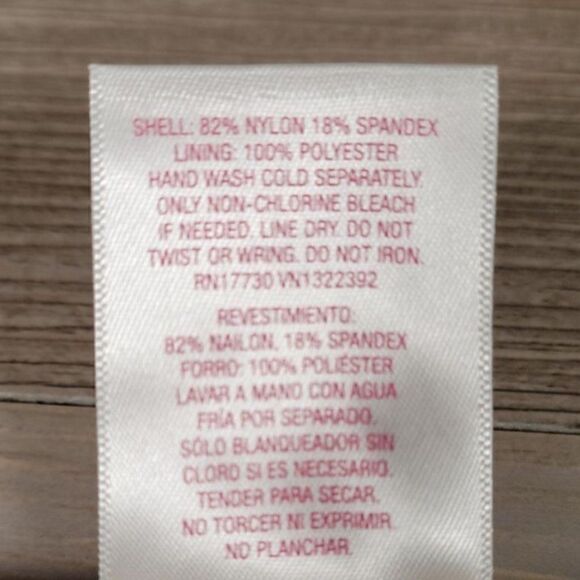 SHELL: 82% NYLON 18% SPANDEX
LINING: 100% POLYESTER
HAND WASH COLD SEPARATELY.
ONLY NON-CHLORINE BLEACH
IF NEEDED. LINE DRY. DO NOT
TWIST OR WRING. DO NOT IRON.
RN17730 VN1322392
REVESTIMIENTO:
82% NAILON. 18% SPANDEX
FORRO: 100% POLIÉSTER
LAVAR A MANO CON AGUA
FRÍA POR SEPARADO.
SÓLO BLANQUEADOR SIN
CLORO SI ES NECESARIO.
TENDER PARA SECAR.
NO TORCER NI EXPRIMIR.
NO PLANCHAR.